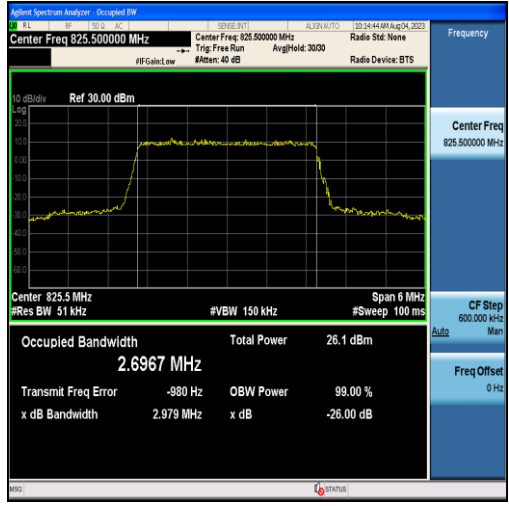 Agilent Spectrum Analyzer - Occupied BW
RL RF 50 Ω AC SENSE:INT ALIGN AUTO 10:14:44 AM Aug 04, 2023
Center Freq 825.500000 MHz Center Freq: 825.500000 MHz Radio Std: None
Trig: Free Run Avg|Hold: 30/30
#IFGain:Low #Atten: 40 dB Radio Device: BTS
Frequency
10 dB/div Ref 30.00 dBm
Log
20.0
10.0
0.00
-10.0
-20.0
-30.0
-40.0
-50.0
-60.0
Center Freq
825.500000 MHz
Center 825.5 MHz Span 6 MHz
#Res BW 51 kHz #VBW 150 kHz #Sweep 100 ms
CF Step
600.000 kHz
Auto Man
Occupied Bandwidth Total Power 26.1 dBm
2.6967 MHz
Transmit Freq Error -980 Hz OBW Power 99.00 %
x dB Bandwidth 2.979 MHz x dB -26.00 dB
Freq Offset
0 Hz
MSG STATUS